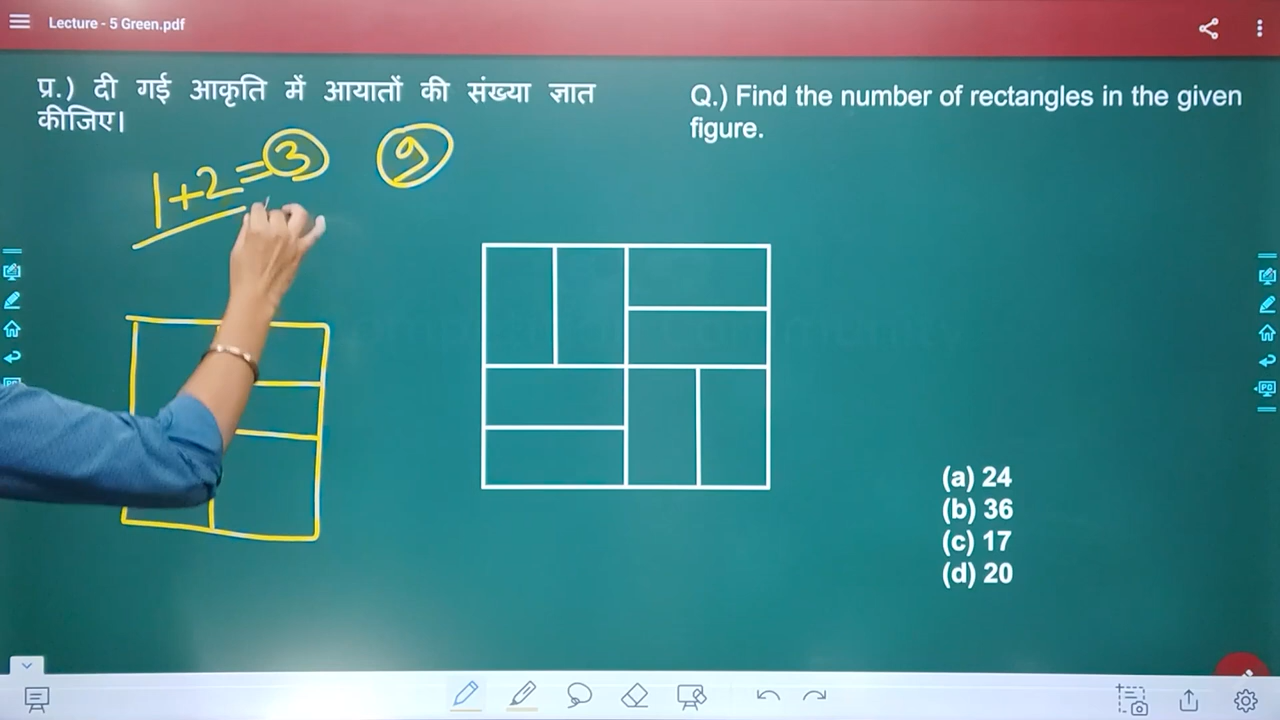 Lecture - 5 Green.pdf
प्र.) दी गई आकृति में आयातों की संख्या ज्ञात
कीजिए।
Q.) Find the number of rectangles in the given
figure.
1+2=3
9
(a) 24
(b) 36
(c) 17
(d) 20